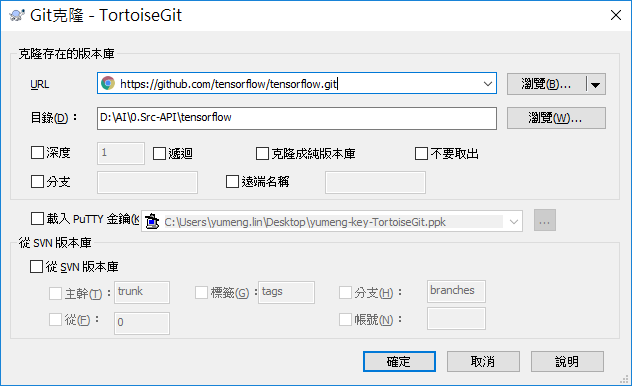 Git克隆 - TortoiseGit
克隆存在的版本庫
URL https://github.com/tensorflow/tensorflow.git 瀏覽(B)...
目錄(D)： D:\AI\0.Src-API\tensorflow 瀏覽(W)...
深度 1 遞迴 克隆成純版本庫 不要取出
分支 遠端名稱
載入 PuTTY 金鑰(K C:\Users\yumeng.lin\Desktop\yumeng-key-TortoiseGit.ppk ...
從 SVN 版本庫
從 SVN 版本庫
主幹(T)： trunk 標籤(G)： tags 分支(H)： branches
從(F)： 0 帳號(N)：
確定 取消 說明